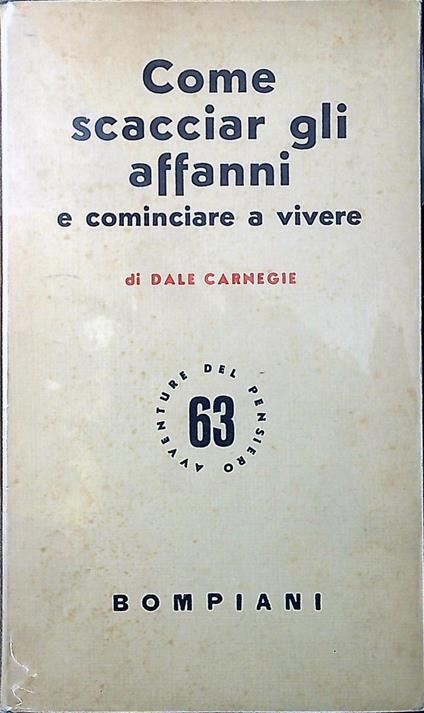 Come
scacciar gli
affanni
e cominciare a vivere
di DALE CARNEGIE
AVVENTURE DEL PENSIERO
63
BOMPIANI